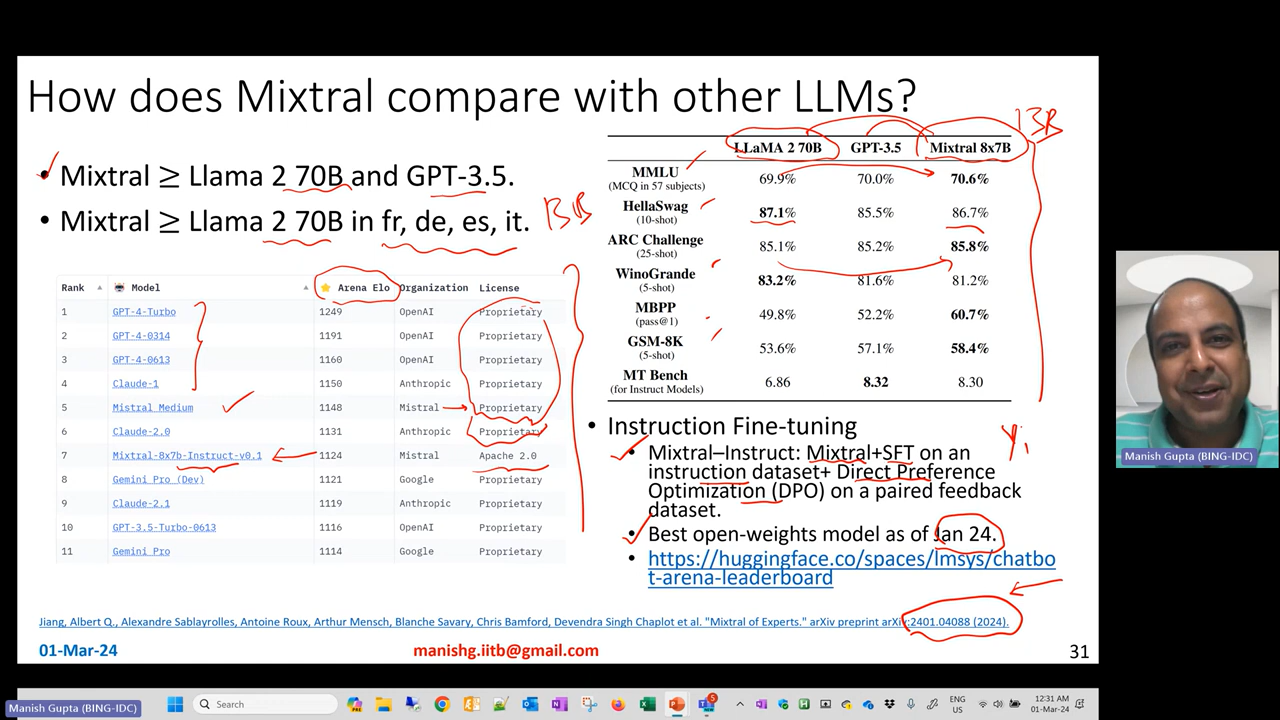 How does Mixtral compare with other LLMs?
• Mixtral ≥ Llama 2 70B and GPT-3.5.
• Mixtral ≥ Llama 2 70B in fr, de, es, it.
13B
Rank Model Arena Elo Organization License
1 GPT-4-Turbo 1249 OpenAI Proprietary
2 GPT-4-0314 1191 OpenAI Proprietary
3 GPT-4-0613 1160 OpenAI Proprietary
4 Claude-1 1150 Anthropic Proprietary
5 Mistral Medium 1148 Mistral Proprietary
6 Claude-2.0 1131 Anthropic Proprietary
7 Mixtral-8x7b-Instruct-v0.1 1124 Mistral Apache 2.0
8 Gemini Pro (Dev) 1121 Google Proprietary
9 Claude-2.1 1119 Anthropic Proprietary
10 GPT-3.5-Turbo-0613 1116 OpenAI Proprietary
11 Gemini Pro 1114 Google Proprietary
13B
LLaMA 2 70B GPT-3.5 Mixtral 8x7B
MMLU 69.9% 70.0% 70.6%
(MCQ in 57 subjects)
HellaSwag 87.1% 85.5% 86.7%
(10-shot)
ARC Challenge 85.1% 85.2% 85.8%
(25-shot)
WinoGrande 83.2% 81.6% 81.2%
(5-shot)
MBPP 49.8% 52.2% 60.7%
(pass@1)
GSM-8K 53.6% 57.1% 58.4%
(5-shot)
MT Bench 6.86 8.32 8.30
(for Instruct Models)
• Instruction Fine-tuning
• Mixtral–Instruct: Mixtral+SFT on an
instruction dataset+ Direct Preference
Optimization (DPO) on a paired feedback
dataset.
• Best open-weights model as of Jan 24.
• https://huggingface.co/spaces/lmsys/chatbo
t-arena-leaderboard
Jiang, Albert Q., Alexandre Sablayrolles, Antoine Roux, Arthur Mensch, Blanche Savary, Chris Bamford, Devendra Singh Chaplot et al. "Mixtral of Experts." arXiv preprint arXiv:2401.04088 (2024).
01-Mar-24 manishg.iitb@gmail.com 31
Manish Gupta (BING-IDC)
Manish Gupta (BING-IDC)
Search
5
ENG
US
12:31 AM
01-Mar-24